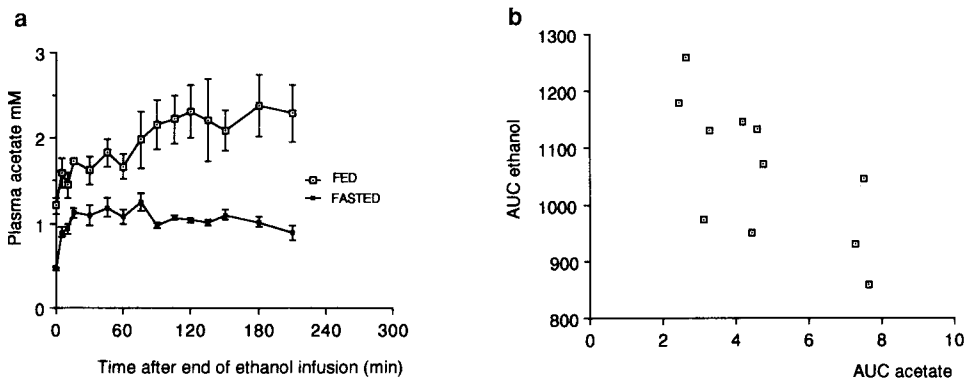 a
3
2
1
0
Plasma acetate mM
FED
FASTED
0 60 120 180 240 300
Time after end of ethanol infusion (min)
b
1300
1200
1100
1000
900
800
AUC ethanol
0 2 4 6 8 10
AUC acetate